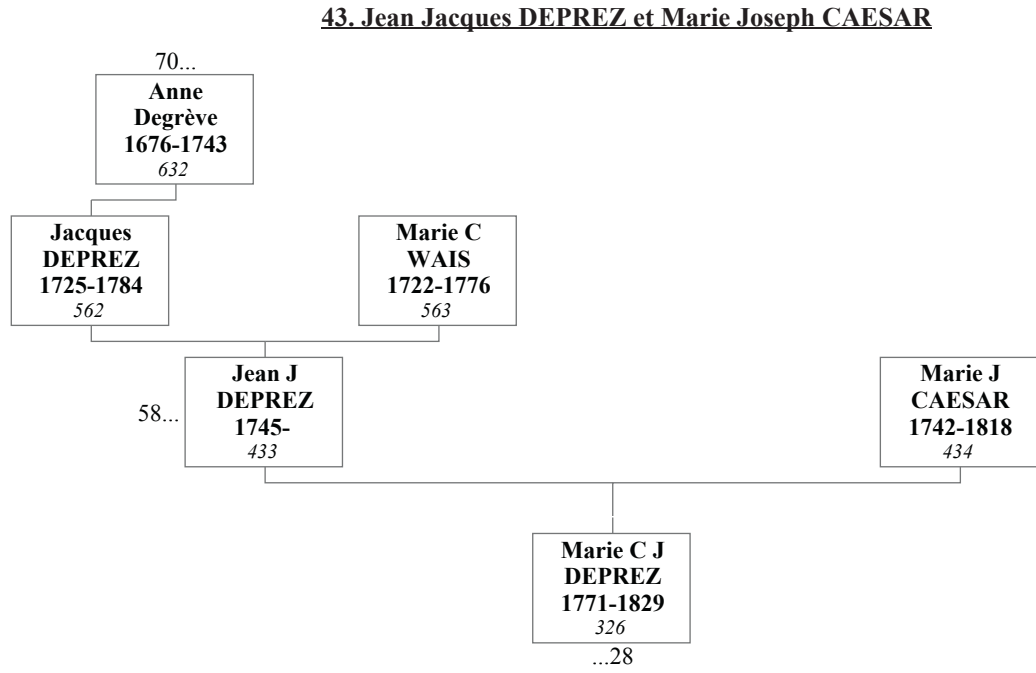 43. Jean Jacques DEPREZ et Marie Joseph CAESAR
70...
Anne
Degrève
1676-1743
632
Jacques
DEPREZ
1725-1784
562
Marie C
WAIS
1722-1776
563
58...
Jean J
DEPREZ
1745-
433
Marie J
CAESAR
1742-1818
434
Marie C J
DEPREZ
1771-1829
326
...28